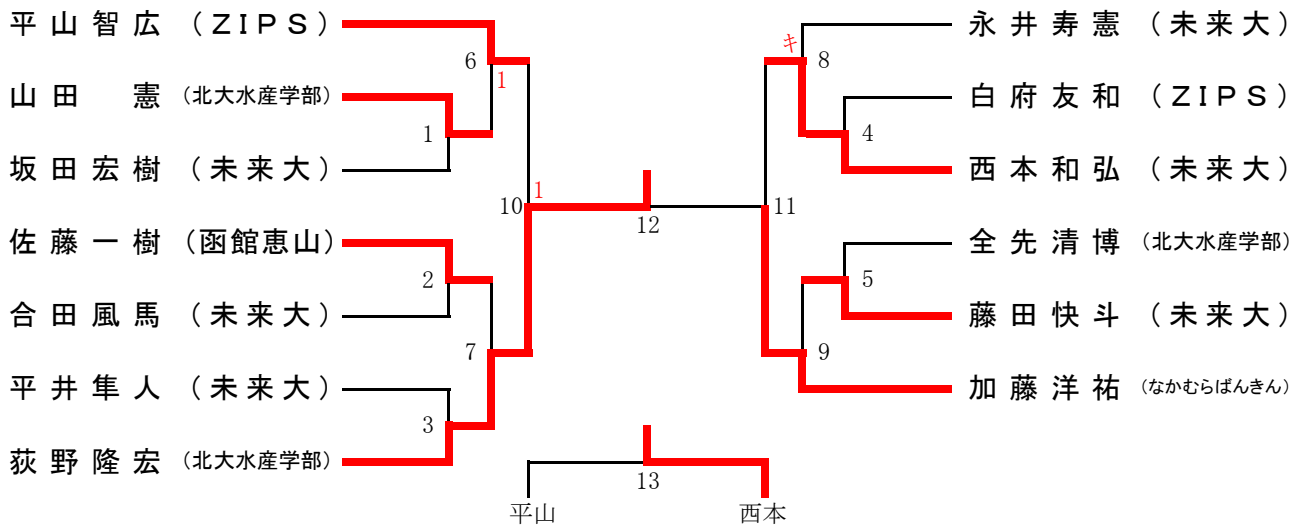 平山智広 (ZIPS)
6
1
山田 憲 (北大水産学部)
1
坂田宏樹 (未来大)
10
1
佐藤一樹 (函館恵山)
2
合田風馬 (未来大)
7
平井隼人 (未来大)
3
荻野隆宏 (北大水産学部)
12
永井寿憲 (未来大)
キ
8
白府友和 (ZIPS)
4
西本和弘 (未来大)
11
全先清博 (北大水産学部)
5
藤田快斗 (未来大)
9
加藤洋祐 (なかむらぱんきん)
13
平山
西本